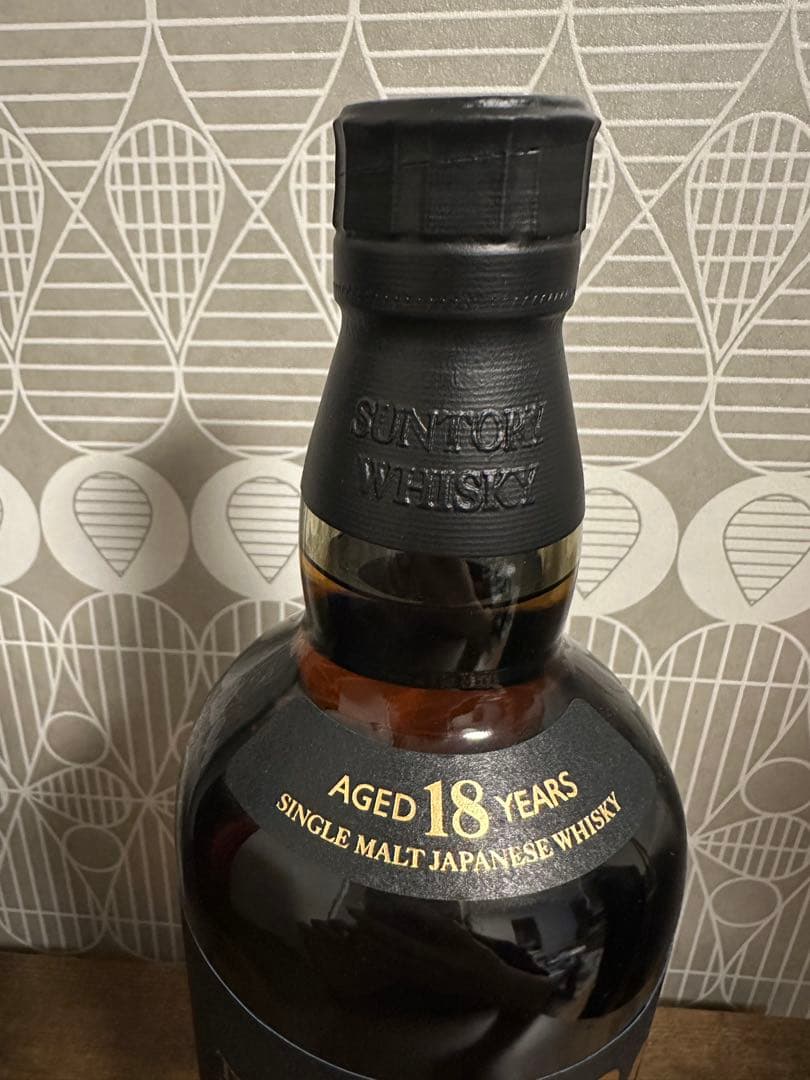 SUNTORY
WHISKY
AGED 18 YEARS
SINGLE MALT JAPANESE WHISKY